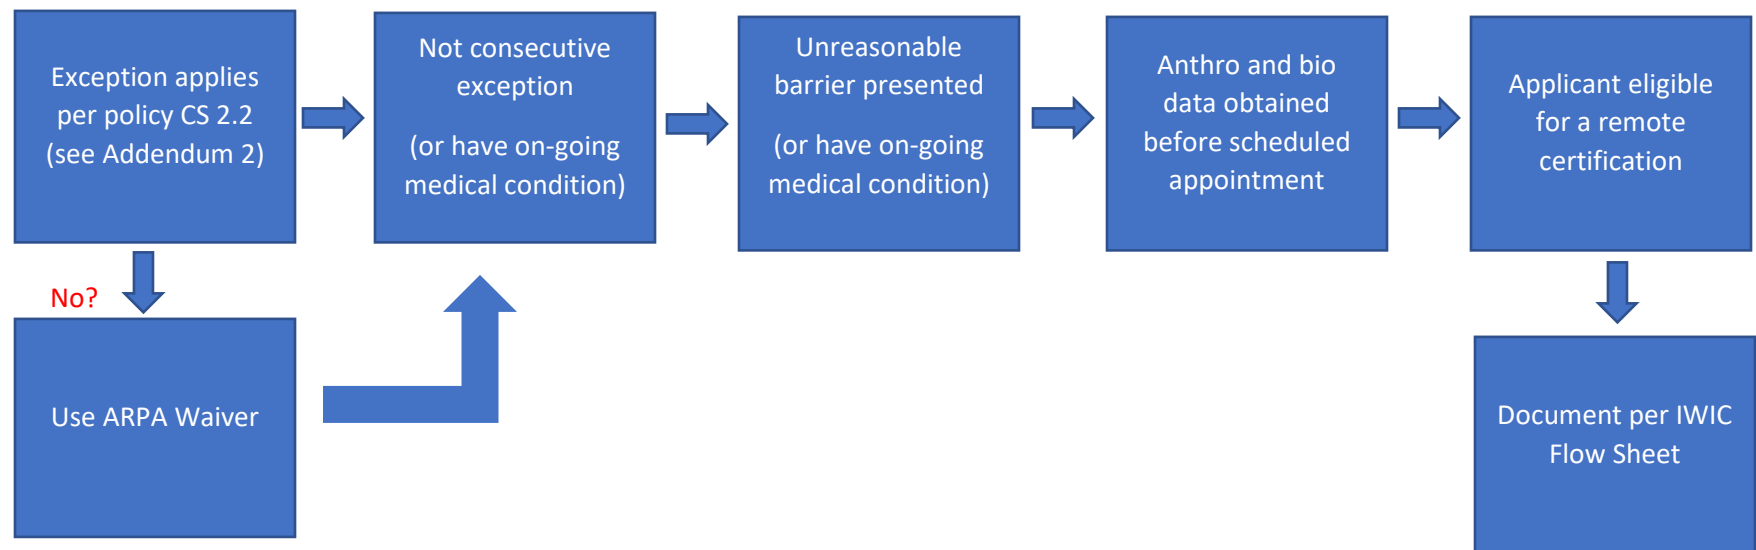 Exception applies
per policy CS 2.2
(see Addendum 2)
Not consecutive
exception
(or have on-going
medical condition)
Unreasonable
barrier presented
(or have on-going
medical condition)
Anthro and bio
data obtained
before scheduled
appointment
Applicant eligible
for a remote
certification
No?
Use ARPA Waiver
Document per IWIC
Flow Sheet